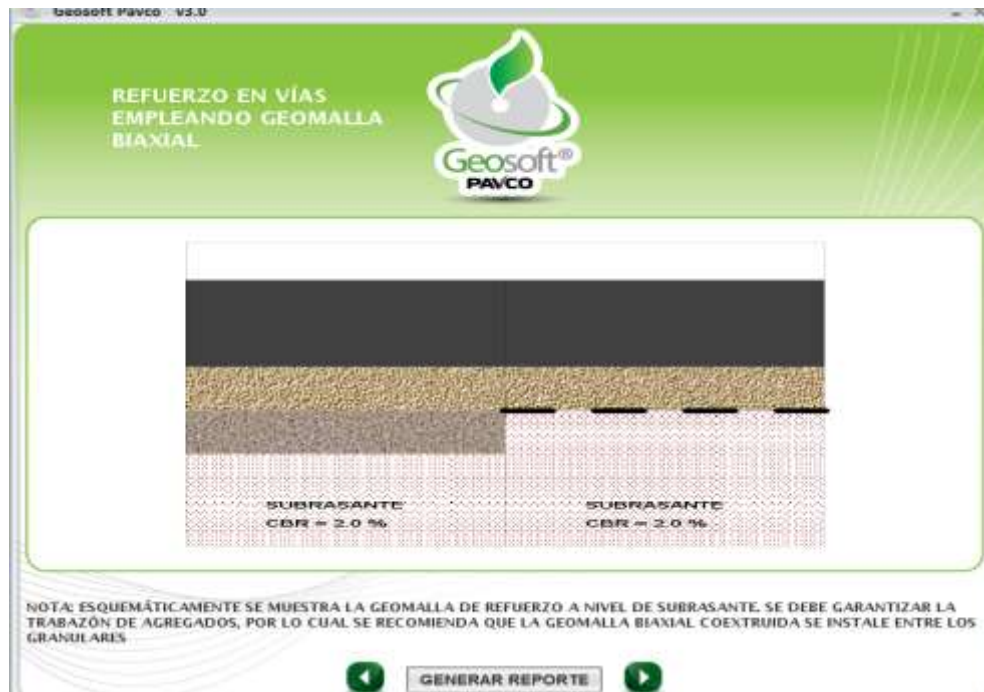 Geosoft Pavco v3.0
REFUERZO EN VÍAS
EMPLEANDO GEOMALLA
BIAXIAL
Geosoft®
PAVCO
SUBRASANTE
CBR = 2.0 %
SUBRASANTE
CBR = 2.0 %
NOTA: ESQUEMÁTICAMENTE SE MUESTRA LA GEOMALLA DE REFUERZO A NIVEL DE SUBRASANTE. SE DEBE GARANTIZAR LA
TRABAZÓN DE AGREGADOS, POR LO CUAL SE RECOMIENDA QUE LA GEOMALLA BIAXIAL COEXTRUIDA SE INSTALE ENTRE LOS
GRANULARES
GENERAR REPORTE